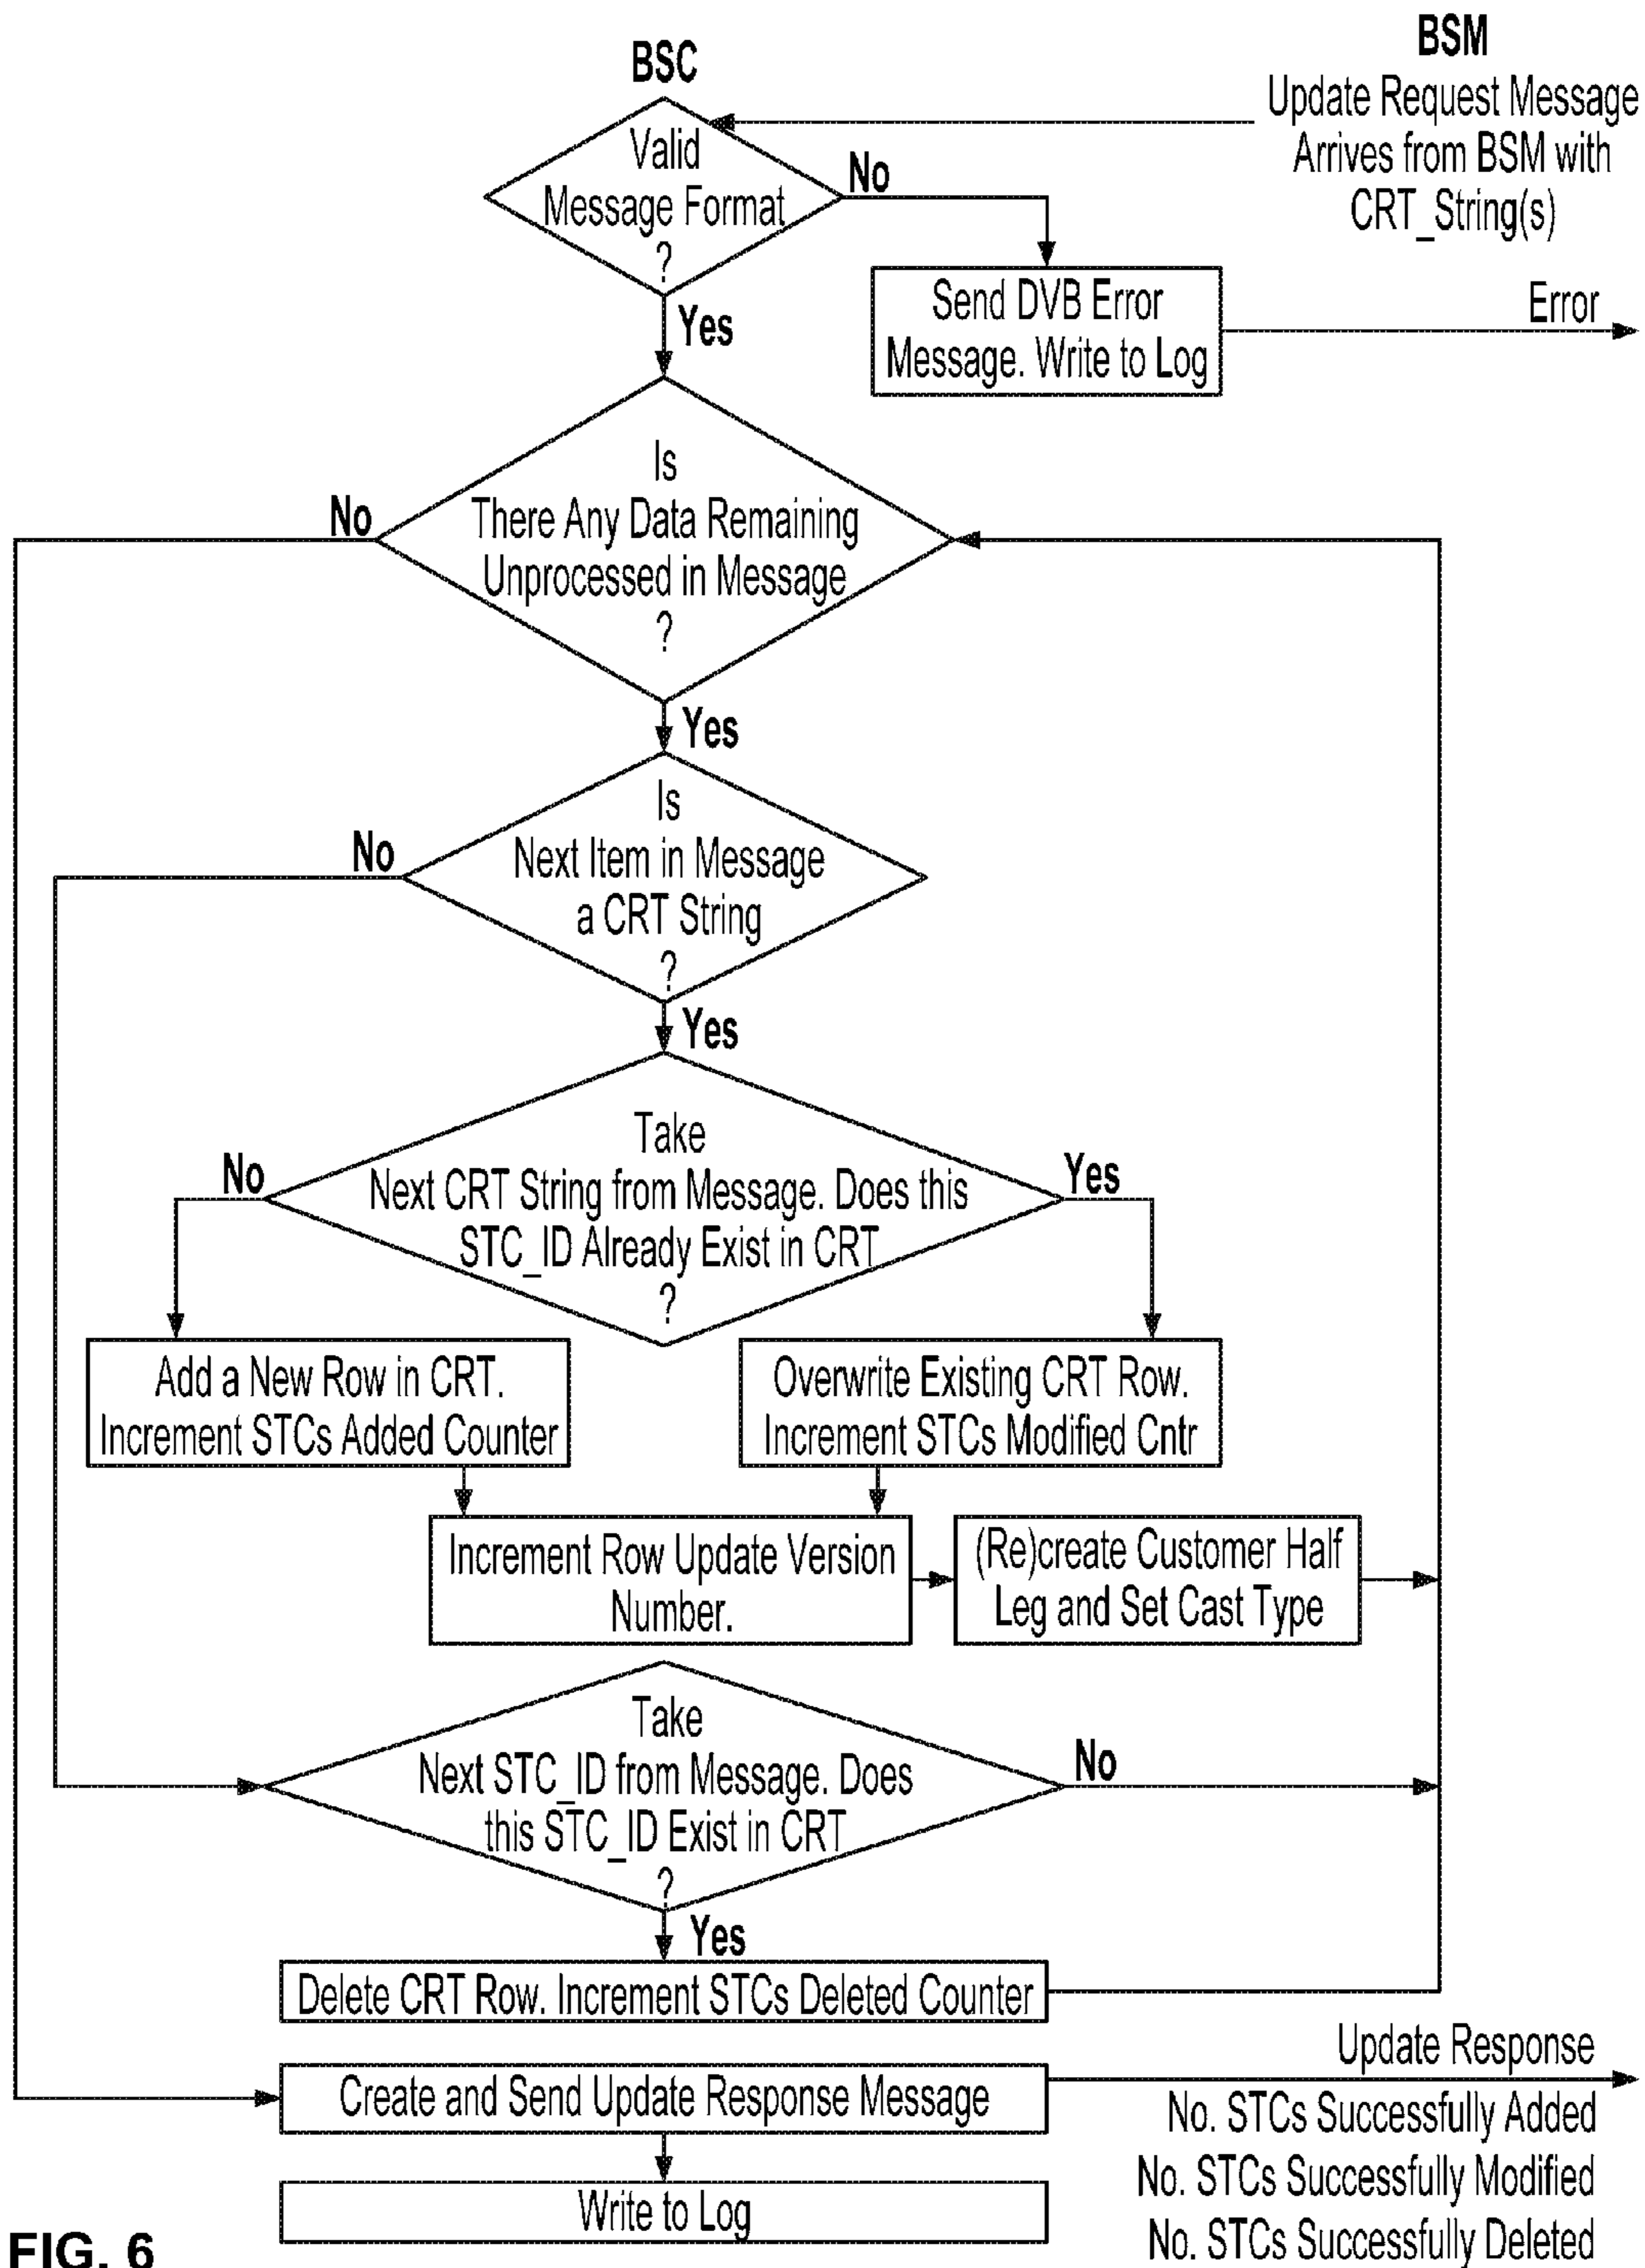 BSC
BSM
Update Request Message
Arrives from BSM with
CRT_String(s)
Valid
Message Format
?
No
Yes
Send DVB Error
Message. Write to Log
Error
Is
There Any Data Remaining
Unprocessed in Message
?
No
Yes
Is
Next Item in Message
a CRT String
?
No
Yes
Take
Next CRT String from Message. Does this
STC_ID Already Exist in CRT
?
No
Yes
Add a New Row in CRT.
Increment STCs Added Counter
Overwrite Existing CRT Row.
Increment STCs Modified Cntr
Increment Row Update Version
Number.
(Re)create Customer Half
Leg and Set Cast Type
Take
Next STC_ID from Message. Does
this STC_ID Exist in CRT
?
No
Yes
Delete CRT Row. Increment STCs Deleted Counter
Create and Send Update Response Message
Update Response
No. STCs Successfully Added
No. STCs Successfully Modified
No. STCs Successfully Deleted
Write to Log
FIG. 6